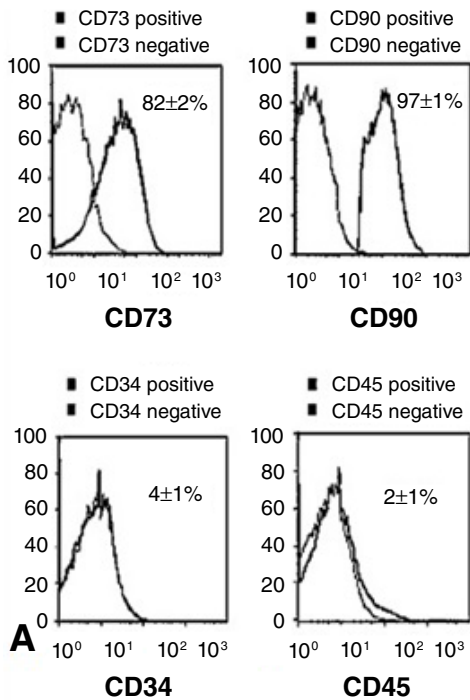 ■ CD73 positive
■ CD73 negative
100
80
60
40
20
0
82±2%
10⁰ 10¹ 10² 10³
CD73
■ CD90 positive
■ CD90 negative
100
80
60
40
20
0
97±1%
10⁰ 10¹ 10² 10³
CD90
■ CD34 positive
■ CD34 negative
100
80
60
40
20
0
4±1%
10⁰ 10¹ 10² 10³
CD34
■ CD45 positive
■ CD45 negative
100
80
60
40
20
0
2±1%
10⁰ 10¹ 10² 10³
CD45
A